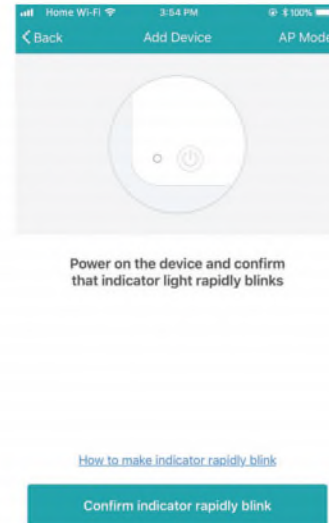 Home Wi-Fi 3:54 PM 100%
Back Add Device AP Mode
Power on the device and confirm
that indicator light rapidly blinks
How to make indicator rapidly blink
Confirm indicator rapidly blink